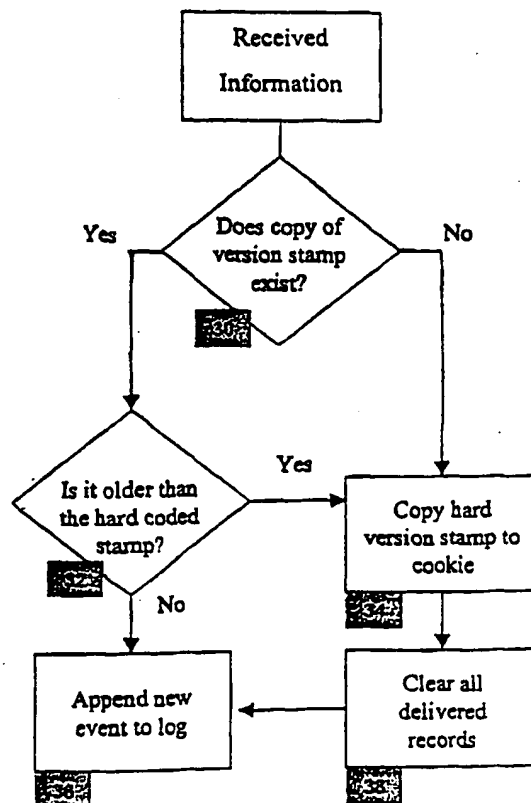 Received
Information
Does copy of
version stamp
exist?
Yes
No
30
Is it older than
the hard coded
stamp?
Yes
32
No
Copy hard
version stamp to
cookie
34
Append new
event to log
36
Clear all
delivered
records
38